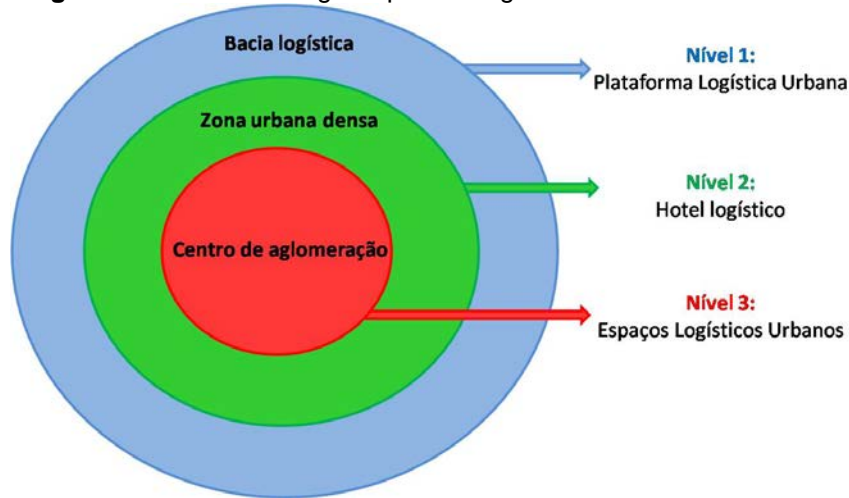 Bacia logística
Zona urbana densa
Centro de aglomeração
Nível 1:
Plataforma Logística Urbana
Nível 2:
Hotel logístico
Nível 3:
Espaços Logísticos Urbanos